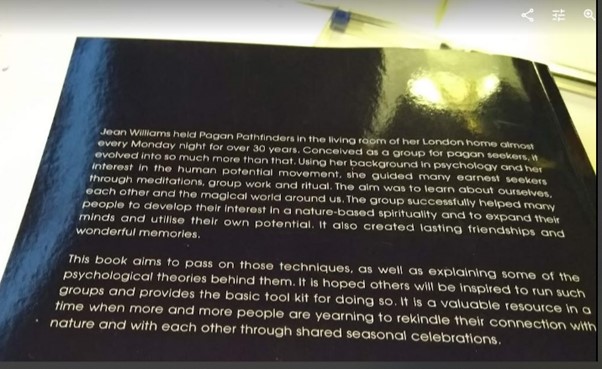 Jean Williams held Pagan Pathfinders in the living room of her London home almost
every Monday night for over 30 years. Conceived as a group for pagan seekers, it
evolved into so much more than that. Using her background in psychology and her
interest in the human potential movement, she guided many earnest seekers
through meditations, group work and ritual. The aim was to learn about ourselves,
each other and the magical world around us. The group successfully helped many
people to develop their interest in a nature-based spirituality and to expand their
minds and utilise their own potential. It also created lasting friendships and
wonderful memories.
This book aims to pass on those techniques, as well as explaining some of the
psychological theories behind them. It is hoped others will be inspired to run such
groups and provides the basic tool kit for doing so. It is a valuable resource in a
time when more and more people are yearning to rekindle their connection with
nature and with each other through shared seasonal celebrations.